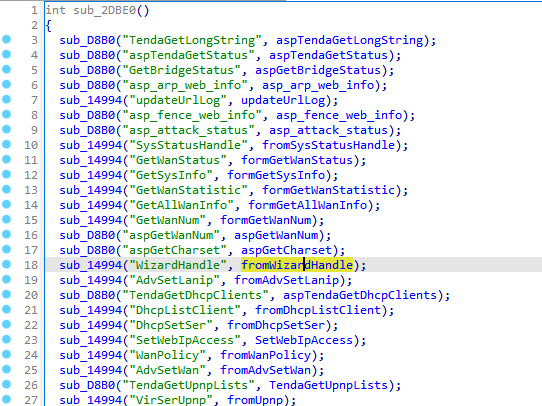 1 int sub_2DBE0()
2 {
3 sub_D8B0("TendaGetLongString", aspTendaGetLongString);
4 sub_D8B0("aspTendaGetStatus", aspTendaGetStatus);
5 sub_D8B0("GetBridgeStatus", aspGetBridgeStatus);
6 sub_D8B0("asp_arp_web_info", asp_arp_web_info);
7 sub_14994("updateUrlLog", updateUrlLog);
8 sub_D8B0("asp_fence_web_info", asp_fence_web_info);
9 sub_D8B0("asp_attack_status", asp_attack_status);
10 sub_14994("SysStatusHandle", fromSysStatusHandle);
11 sub_14994("GetWanStatus", formGetWanStatus);
12 sub_14994("GetSysInfo", formGetSysInfo);
13 sub_14994("GetWanStatistic", formGetWanStatistic);
14 sub_14994("GetAllWanInfo", formGetAllWanInfo);
15 sub_14994("GetWanNum", formGetWanNum);
16 sub_D8B0("aspGetWanNum", aspGetWanNum);
17 sub_D8B0("aspGetCharset", aspGetCharset);
18 sub_14994("WizardHandle", fromWizardHandle);
19 sub_14994("AdvSetLanip", fromAdvSetLanip);
20 sub_D8B0("TendaGetDhcpClients", aspTendaGetDhcpClients);
21 sub_14994("DhcpListClient", fromDhcpListClient);
22 sub_14994("DhcpSetSer", fromDhcpSetSer);
23 sub_14994("SetWebIpAccess", SetWebIpAccess);
24 sub_14994("WanPolicy", fromWanPolicy);
25 sub_14994("AdvSetWan", fromAdvSetWan);
26 sub_D8B0("TendaGetUpnpLists", TendaGetUpnpLists);
27 sub_14994("VirSerUpnp", fromUpnp);